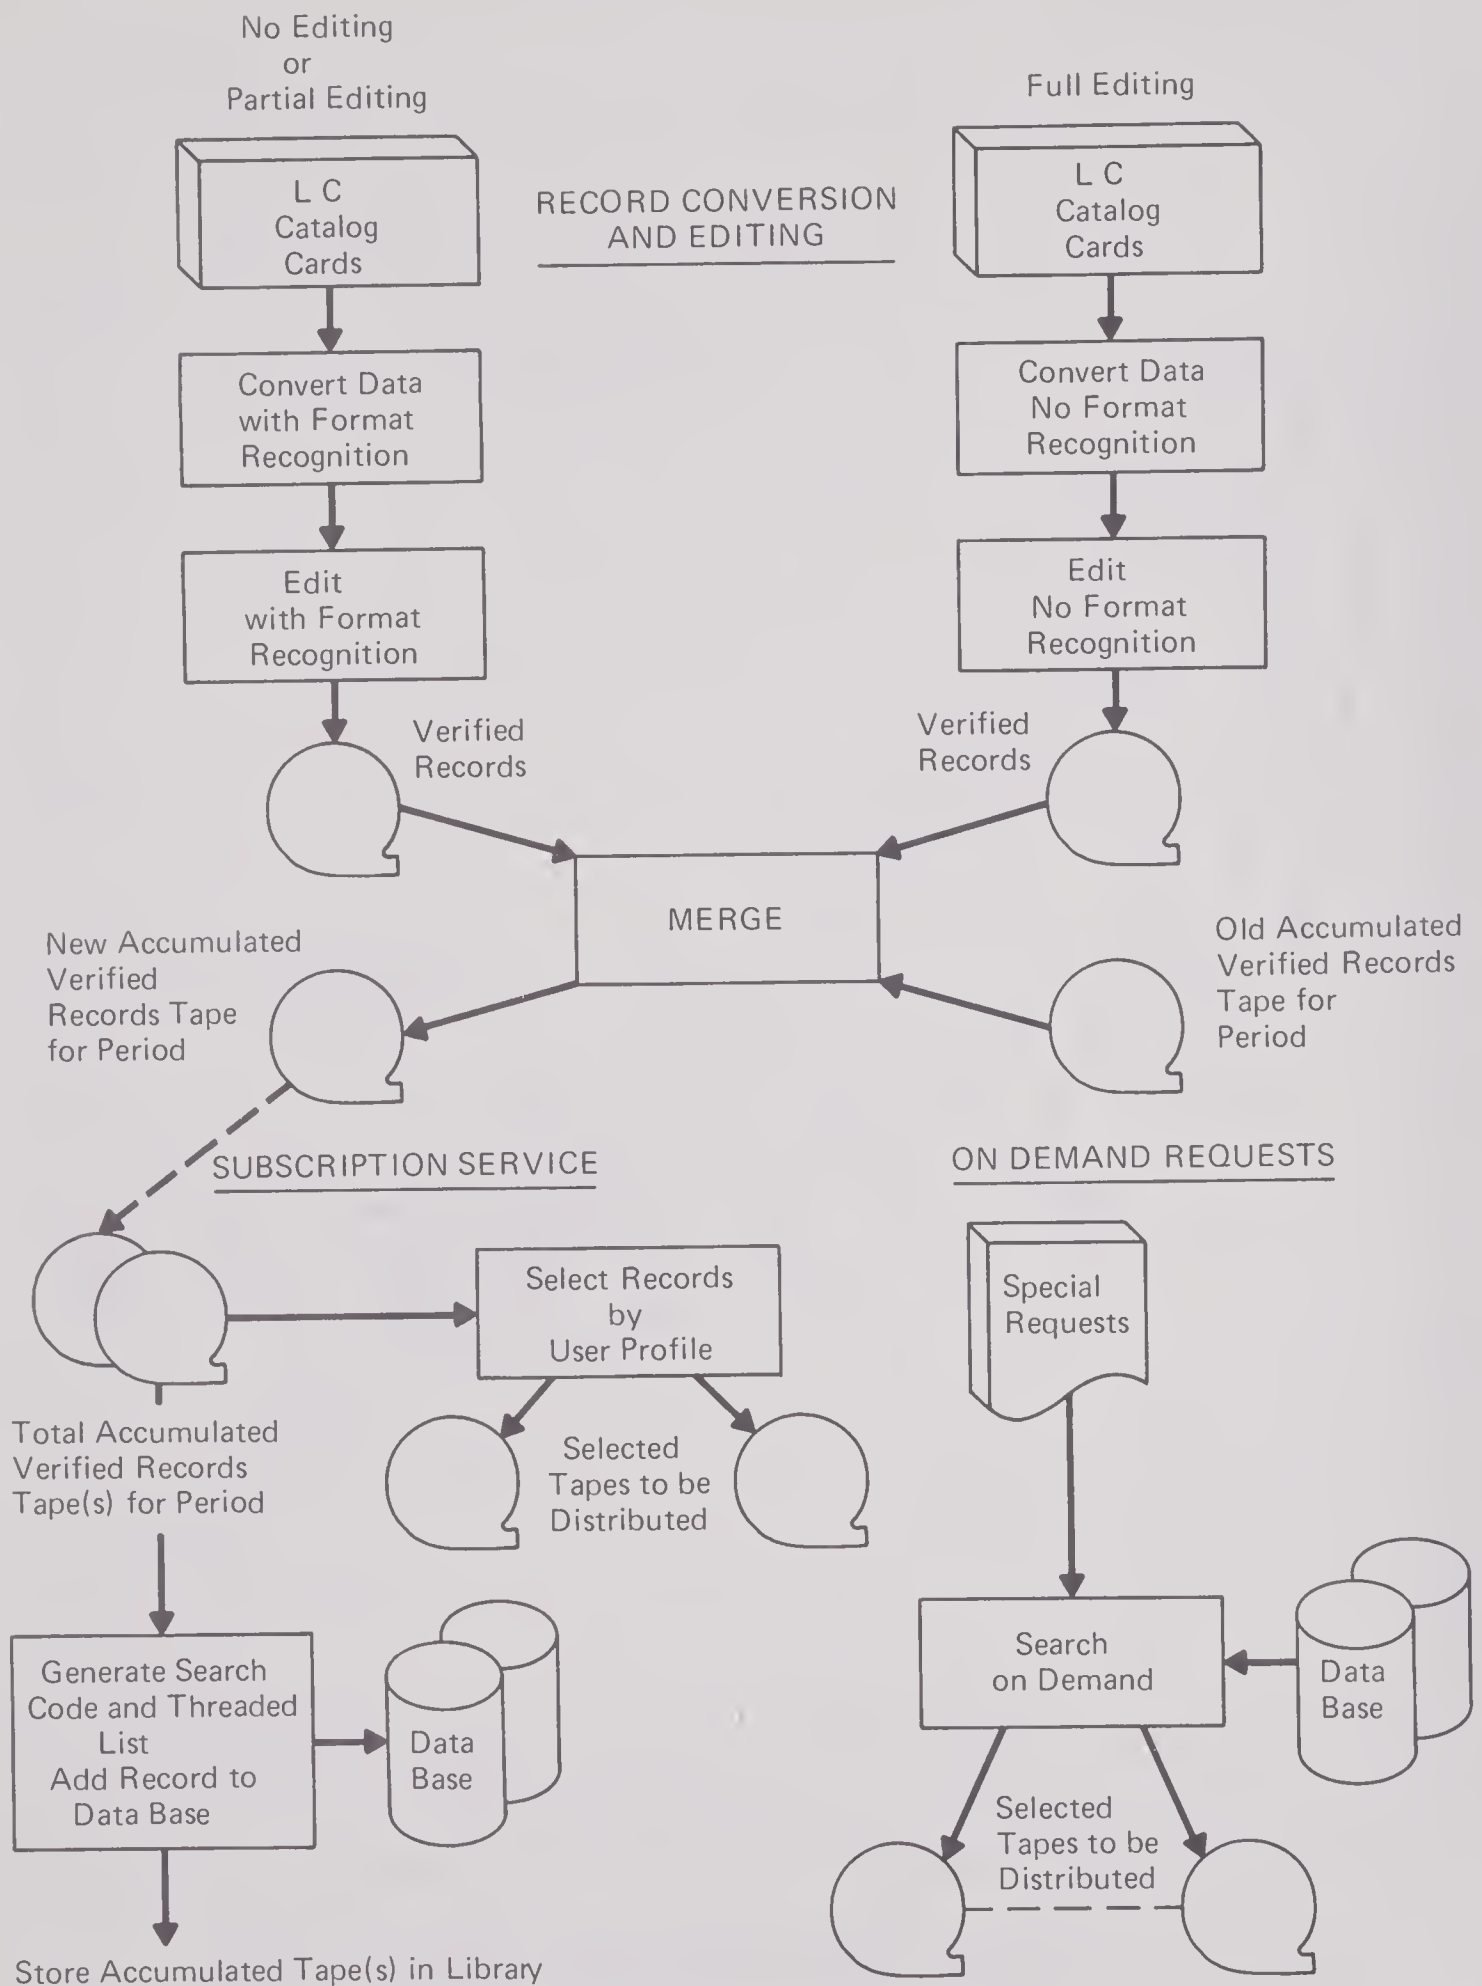 No Editing
or
Partial Editing
Full Editing
L C
Catalog
Cards
RECORD CONVERSION
AND EDITING
L C
Catalog
Cards
Convert Data
with Format
Recognition
Convert Data
No Format
Recognition
Edit
with Format
Recognition
Edit
No Format
Recognition
Verified
Records
Verified
Records
MERGE
New Accumulated
Verified
Records Tape
for Period
Old Accumulated
Verified Records
Tape for
Period
SUBSCRIPTION SERVICE
ON DEMAND REQUESTS
Select Records
by
User Profile
Special
Requests
Total Accumulated
Verified Records
Tape(s) for Period
Selected
Tapes to be
Distributed
Generate Search
Code and Threaded
List
Add Record to
Data Base
Data
Base
Search
on Demand
Data
Base
Selected
Tapes to be
Distributed
Store Accumulated Tape(s) in Library